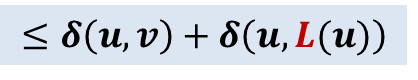 ≤ δ(u, v) + δ(u, L(u))